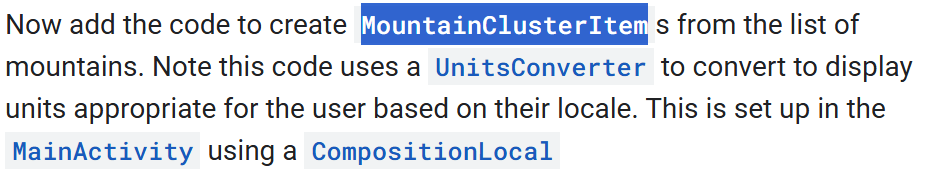 Now add the code to create MountainClusterItem s from the list of
mountains. Note this code uses a UnitsConverter to convert to display
units appropriate for the user based on their locale. This is set up in the
MainActivity using a CompositionLocal